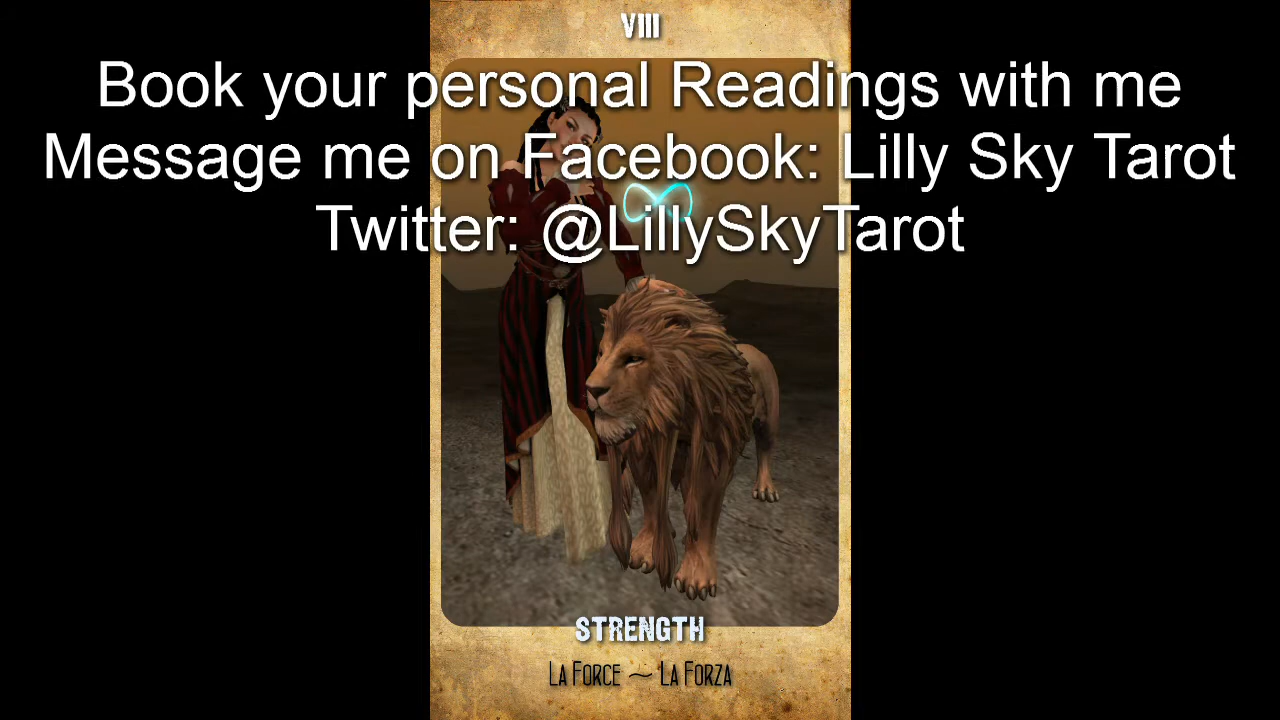 VIII
Book your personal Readings with me
Message me on Facebook: Lilly Sky Tarot
Twitter: @LillySkyTarot
STRENGTH
LA FORCE ~ LA FORZA